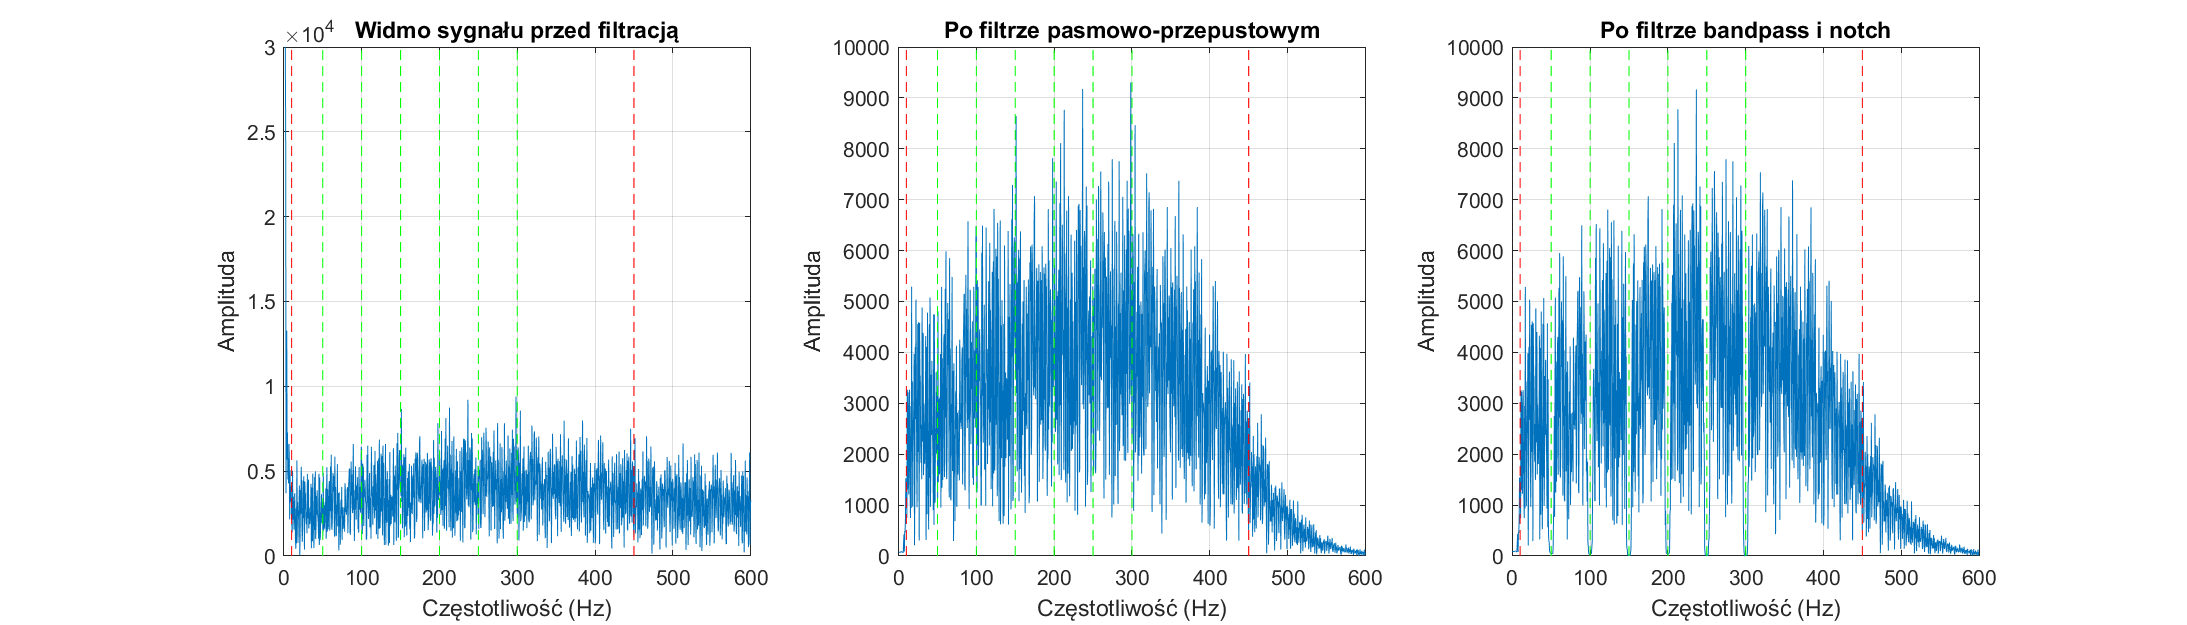 Widmo sygnału przed filtracją
×10^4
3
2.5
2
1.5
1
0.5
0
0 100 200 300 400 500 600
Amplituda
Częstotliwość (Hz)
Po filtrze pasmowo-przepustowym
10000
9000
8000
7000
6000
5000
4000
3000
2000
1000
0
0 100 200 300 400 500 600
Amplituda
Częstotliwość (Hz)
Po filtrze bandpass i notch
10000
9000
8000
7000
6000
5000
4000
3000
2000
1000
0
0 100 200 300 400 500 600
Amplituda
Częstotliwość (Hz)